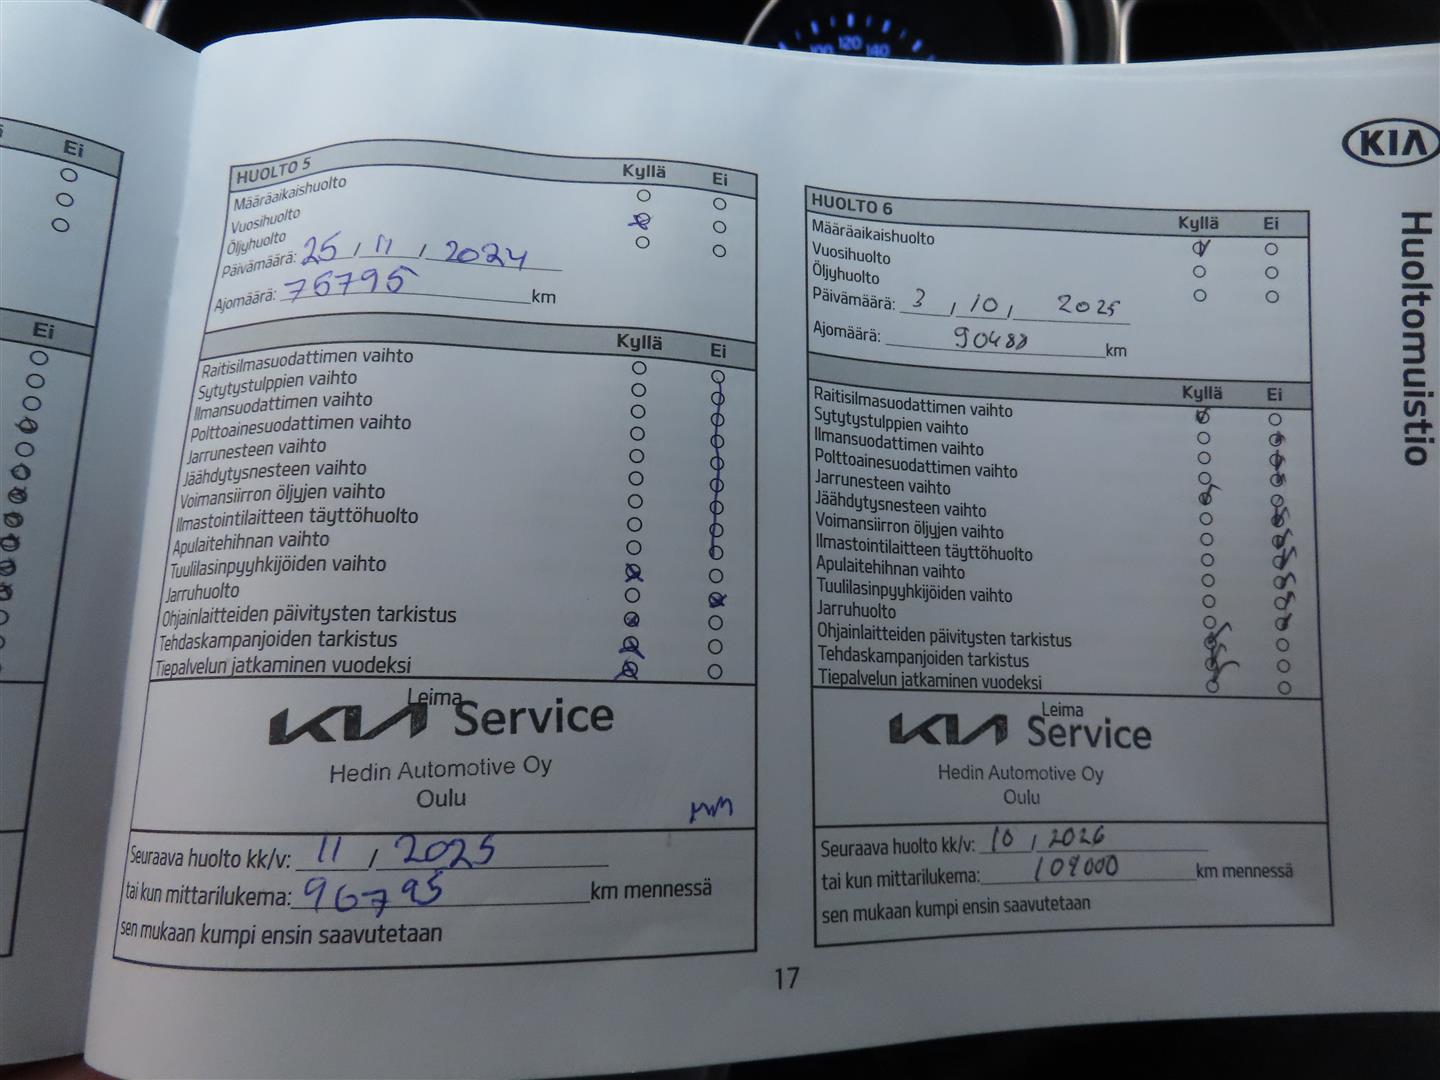 100 120 140
Ei
Ei
HUOLTO 5 Kyllä Ei
Määräaikaishuolto
Vuosihuolto
Öljyhuolto
Päivämäärä: 25 / 11 / 2024
Ajomäärä: 76795 km
Kyllä Ei
Raitisilmasuodattimen vaihto
Sytytystulppien vaihto
Ilmansuodattimen vaihto
Polttoainesuodattimen vaihto
Jarrunesteen vaihto
Jäähdytysnesteen vaihto
Voimansiirron öljyjen vaihto
Ilmastointilaitteen täyttöhuolto
Apulaitehihnan vaihto
Tuulilasinpyyhkijöiden vaihto
Jarruhuolto
Ohjainlaitteiden päivitysten tarkistus
Tehdaskampanjoiden tarkistus
Tiepalvelun jatkaminen vuodeksi
Leima
KIA Service
Hedin Automotive Oy
Oulu
Seuraava huolto kk/v: 11 / 2025
tai kun mittarilukema: 96795 km mennessä
sen mukaan kumpi ensin saavutetaan
HUOLTO 6 Kyllä Ei
Määräaikaishuolto
Vuosihuolto
Öljyhuolto
Päivämäärä: 3 / 10 / 2025
Ajomäärä: 90488 km
Kyllä Ei
Raitisilmasuodattimen vaihto
Sytytystulppien vaihto
Ilmansuodattimen vaihto
Polttoainesuodattimen vaihto
Jarrunesteen vaihto
Jäähdytysnesteen vaihto
Voimansiirron öljyjen vaihto
Ilmastointilaitteen täyttöhuolto
Apulaitehihnan vaihto
Tuulilasinpyyhkijöiden vaihto
Jarruhuolto
Ohjainlaitteiden päivitysten tarkistus
Tehdaskampanjoiden tarkistus
Tiepalvelun jatkaminen vuodeksi
Leima
KIA Service
Hedin Automotive Oy
Oulu
Seuraava huolto kk/v: 10 / 2026
tai kun mittarilukema: 109000 km mennessä
sen mukaan kumpi ensin saavutetaan
17
KIA
Huoltomuistio